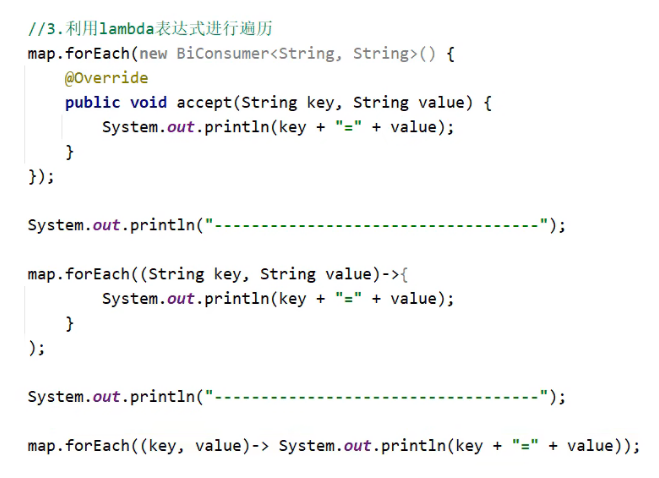 //3.利用lambda表达式进行遍历
map.forEach(new BiConsumer<String, String>() {
    @Override
    public void accept(String key, String value) {
        System.out.println(key + "=" + value);
    }
});
System.out.println("-----------------------------------");
map.forEach((String key, String value)->{
        System.out.println(key + "=" + value);
    }
);
System.out.println("-----------------------------------");
map.forEach((key, value)-> System.out.println(key + "=" + value));